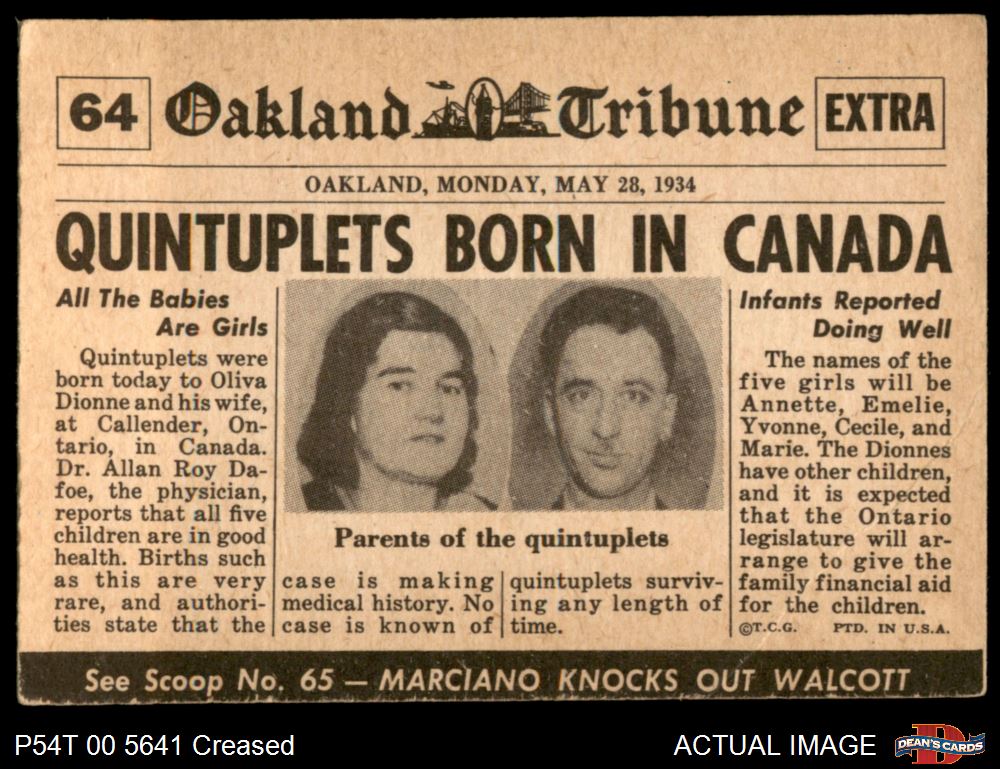 64 Oakland Tribune EXTRA
OAKLAND, MONDAY, MAY 28, 1934
QUINTUPLETS BORN IN CANADA
All The Babies
Are Girls
Quintuplets were
born today to Oliva
Dionne and his wife,
at Callender, On-
tario, in Canada.
Dr. Allan Roy Da-
foe, the physician,
reports that all five
children are in good
health. Births such
as this are very
rare, and authori-
ties state that the
Parents of the quintuplets
case is making
medical history. No
case is known of
quintuplets surviv-
ing any length of
time.
Infants Reported
Doing Well
The names of the
five girls will be
Annette, Emelie,
Yvonne, Cecile, and
Marie. The Dionnes
have other children,
and it is expected
that the Ontario
legislature will ar-
range to give the
family financial aid
for the children.
©T.C.G. PTD. IN U.S.A.
See Scoop No. 65 — MARCIANO KNOCKS OUT WALCOTT
P54T 00 5641 Creased
ACTUAL IMAGE
D
DEAN'S CARDS